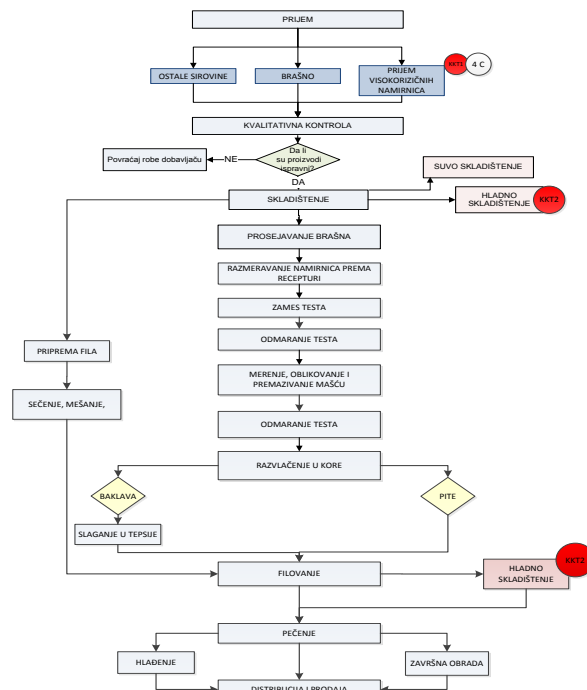 PRIJEM
OSTALE SIROVINE
BRAŠNO
PRIJEM
VISOKORIZIČNIH
NAMIRNICA
KKT1
4 C
KVALITATIVNA KONTROLA
Da li
su proizvodi
ispravni?
NE
Povraćaj robe dobavljaču
DA
SUVO SKLADIŠTENJE
SKLADIŠTENJE
HLADNO
SKLADIŠTENJE
KKT2
PROSEJAVANJE BRAŠNA
RAZMERAVANJE NAMIRNICA PREMA
RECEPTURI
ZAMES TESTA
ODMARANJE TESTA
PRIPREMA FILA
MERENJE, OBLIKOVANJE I
PREMAZIVANJE MAŠĆU
SEČENJE, MEŠANJE,
ODMARANJE TESTA
RAZVLAČENJE U KORE
BAKLAVA
PITE
SLAGANJE U TEPSIJE
FILOVANJE
HLADNO
SKLADIŠTENJE
KKT2
PEČENJE
HLAĐENJE
ZAVRŠNA OBRADA
DISTRIBUCIJA I PRODAJA